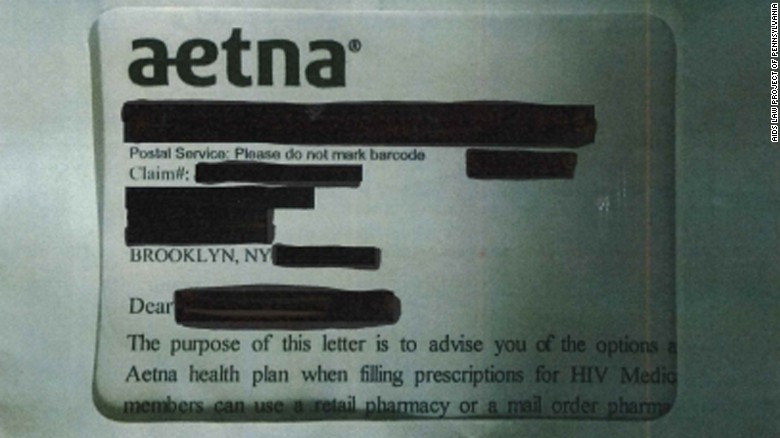 aetna®
Postal Service: Please do not mark barcode
Claim#:
BROOKLYN, NY
Dear
The purpose of this letter is to advise you of the options a
Aetna health plan when filling prescriptions for HIV Medic
members can use a retail pharmacy or a mail order pharma
AIDS LAW PROJECT OF PENNSYLVANIA